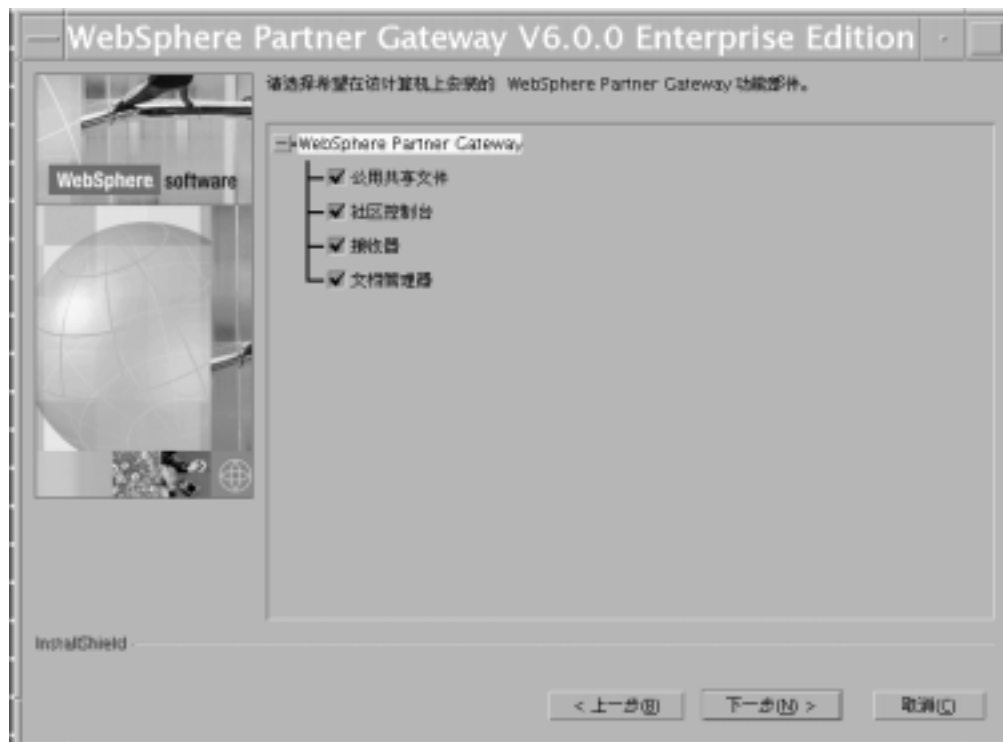 WebSphere Partner Gateway V6.0.0 Enterprise Edition
请选择希望在该计算机上安装的 WebSphere Partner Gateway 功能部件。
WebSphere software
WebSphere Partner Gateway
公用共享文件
社区控制台
接收器
文档管理器
InstallShield
< 上一步(B)
下一步(N) >
取消(C)